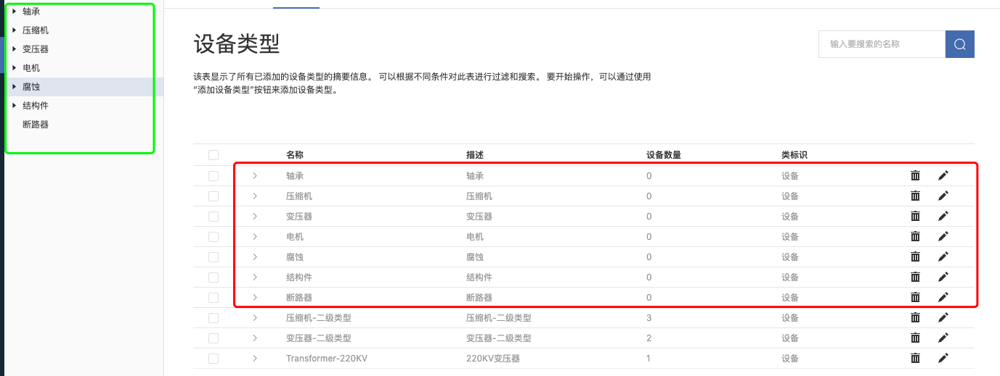 轴承
压缩机
变压器
电机
腐蚀
结构件
断路器
设备类型
输入要搜索的名称
该表显示了所有已添加的设备类型的摘要信息。 可以根据不同条件对此表进行过滤和搜索。 要开始操作，可以通过使用
“添加设备类型”按钮来添加设备类型。
名称 描述 设备数量 类标识
轴承 轴承 0 设备
压缩机 压缩机 0 设备
变压器 变压器 0 设备
电机 电机 0 设备
腐蚀 腐蚀 0 设备
结构件 结构件 0 设备
断路器 断路器 0 设备
压缩机-二级类型 压缩机-二级类型 3 设备
变压器-二级类型 变压器-二级类型 2 设备
Transformer-220KV 220KV变压器 1 设备